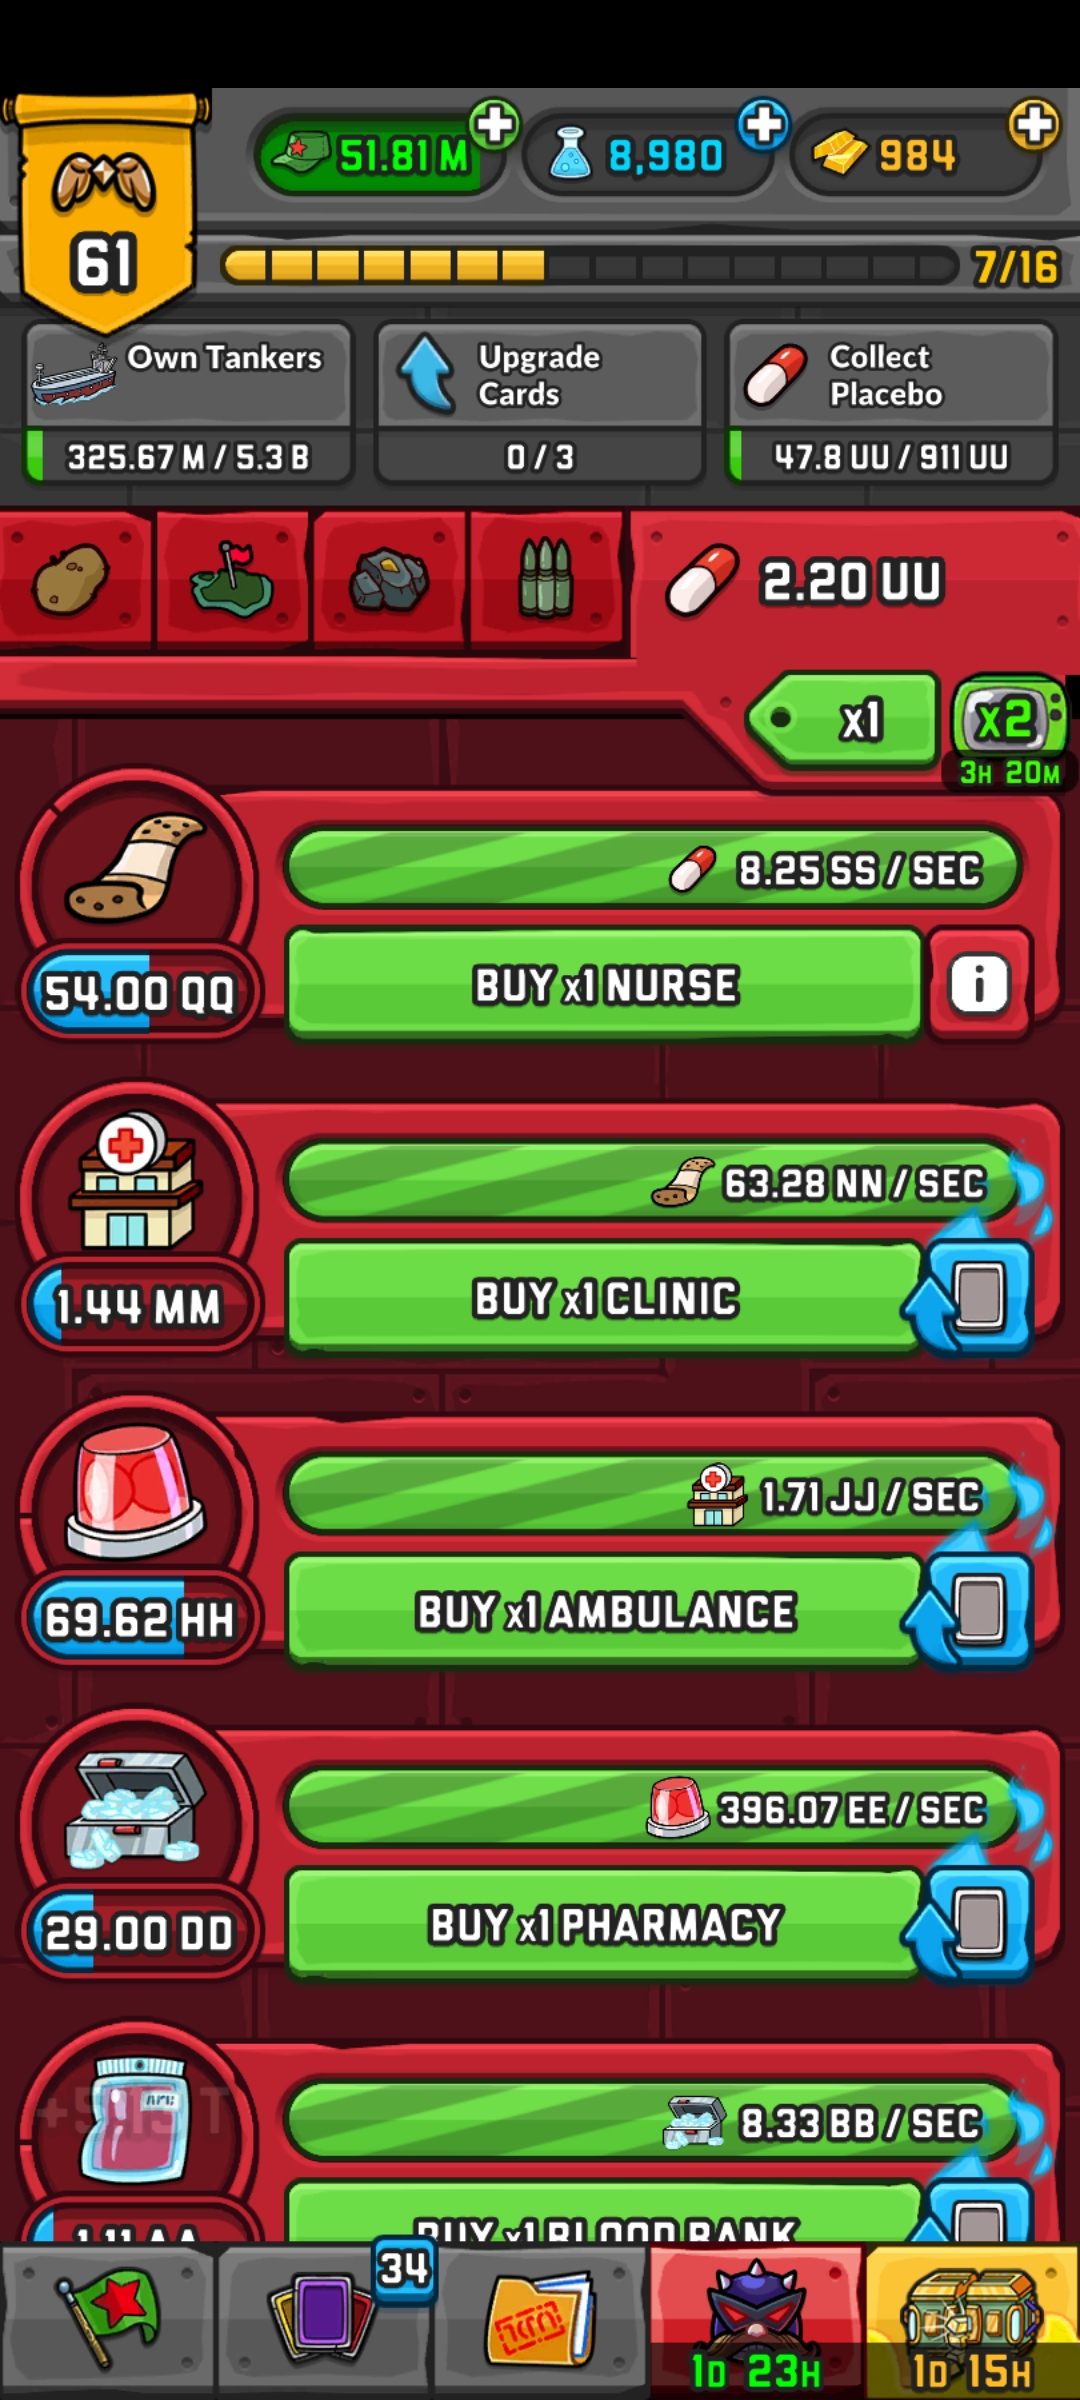 51.81 M
8,980
984
61
7/16
Own Tankers
325.67 M / 5.3 B
Upgrade
Cards
0 / 3
Collect
Placebo
47.8 UU / 911 UU
2.20 UU
x1
x2
3H 20M
8.25 SS / SEC
54.00 QQ
BUY x1 NURSE
i
63.28 NN / SEC
1.44 MM
BUY x1 CLINIC
1.71 JJ / SEC
69.62 HH
BUY x1 AMBULANCE
396.07 EE / SEC
29.00 DD
BUY x1 PHARMACY
8.33 BB / SEC
1.11 AA
BUY x1 BLOOD BANK
34
1D 23H
1D 15H